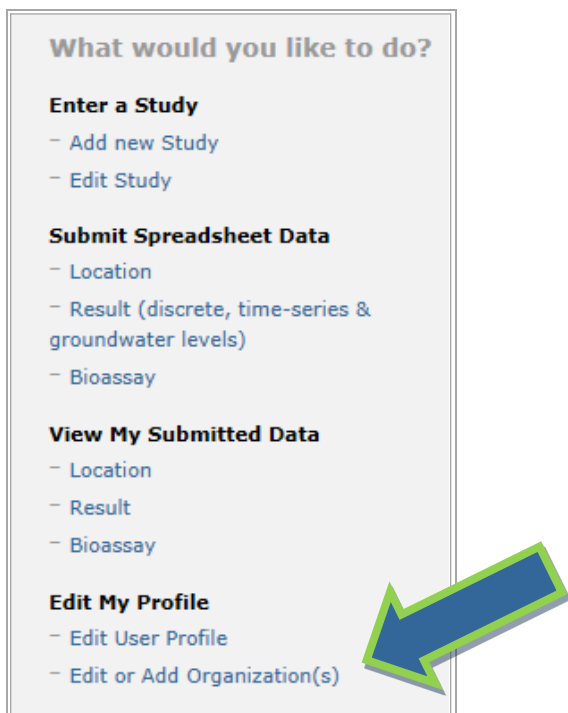 What would you like to do?
Enter a Study
– Add new Study
– Edit Study
Submit Spreadsheet Data
– Location
– Result (discrete, time-series &
groundwater levels)
– Bioassay
View My Submitted Data
– Location
– Result
– Bioassay
Edit My Profile
– Edit User Profile
– Edit or Add Organization(s)